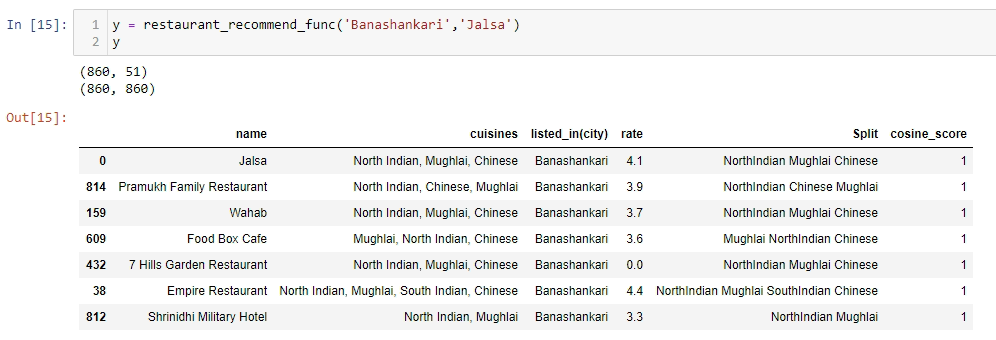 In [15]: 1 y = restaurant_recommend_func('Banashankari','Jalsa')
2 y
(860, 51)
(860, 860)
Out[15]:
name cuisines listed_in(city) rate Split cosine_score
0 Jalsa North Indian, Mughlai, Chinese Banashankari 4.1 NorthIndian Mughlai Chinese 1
814 Pramukh Family Restaurant North Indian, Chinese, Mughlai Banashankari 3.9 NorthIndian Chinese Mughlai 1
159 Wahab North Indian, Mughlai, Chinese Banashankari 3.7 NorthIndian Mughlai Chinese 1
609 Food Box Cafe Mughlai, North Indian, Chinese Banashankari 3.6 Mughlai NorthIndian Chinese 1
432 7 Hills Garden Restaurant North Indian, Mughlai, Chinese Banashankari 0.0 NorthIndian Mughlai Chinese 1
38 Empire Restaurant North Indian, Mughlai, South Indian, Chinese Banashankari 4.4 NorthIndian Mughlai SouthIndian Chinese 1
812 Shrinidhi Military Hotel North Indian, Mughlai Banashankari 3.3 NorthIndian Mughlai 1